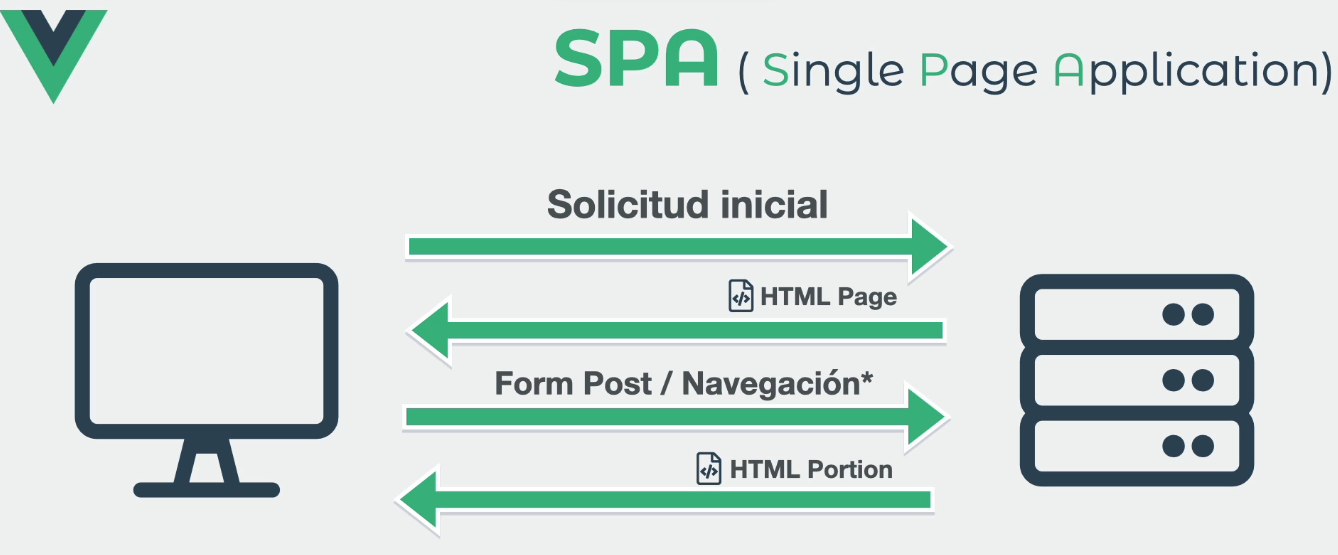 SPA ( Single Page Application)
Solicitud inicial
</> HTML Page
Form Post / Navegación*
</> HTML Portion